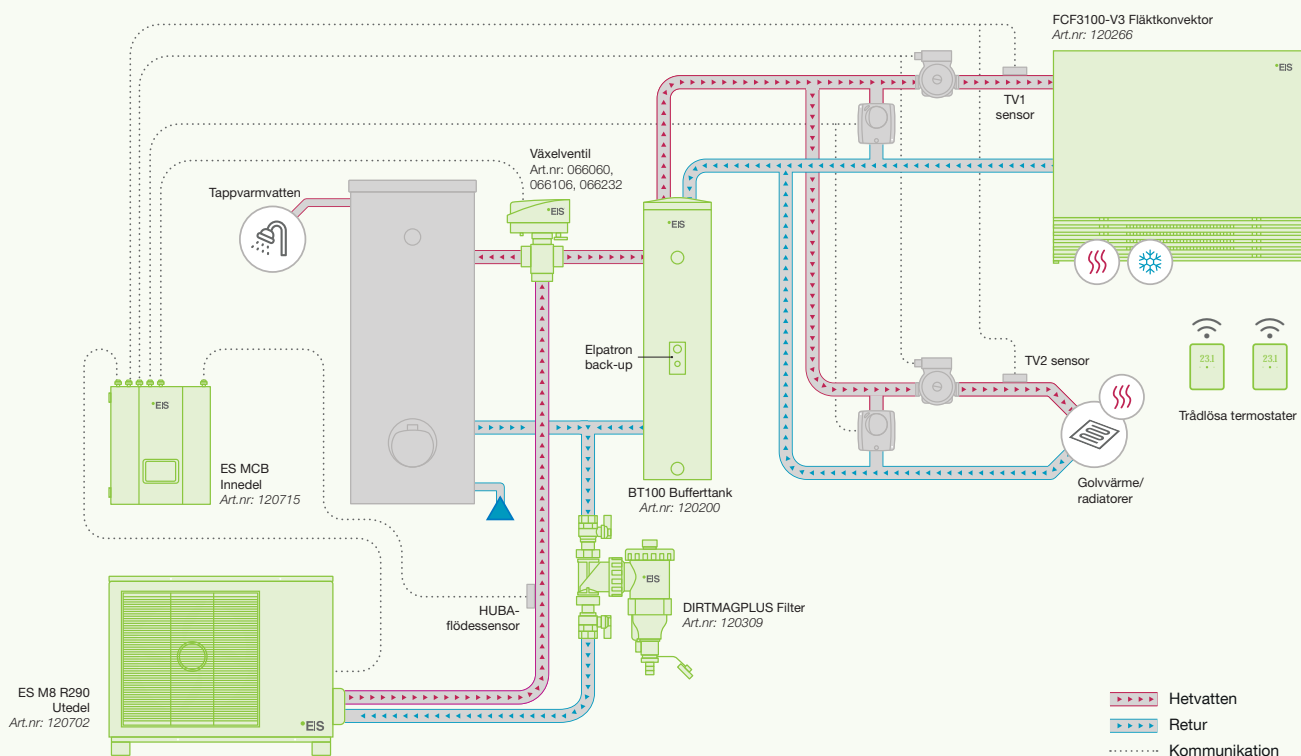 FCF3100-V3 Fläktkonvektor
Art.nr: 120266
*EIS
TV1
sensor
Växelventil
Art.nr: 066060,
066106, 066232
*EIS
Tappvarmvatten
*EIS
Elpatron
back-up
TV2 sensor
23.1
23.1
Trådlösa termostater
*EIS
ES MCB
Innedel
Art.nr: 120715
BT100 Bufferttank
Art.nr: 120200
Golvvärme/
radiatorer
*EIS
DIRTMAGPLUS Filter
Art.nr: 120309
HUBA-
flödessensor
ES M8 R290
Utedel
Art.nr: 120702
*EIS
Hetvatten
Retur
Kommunikation